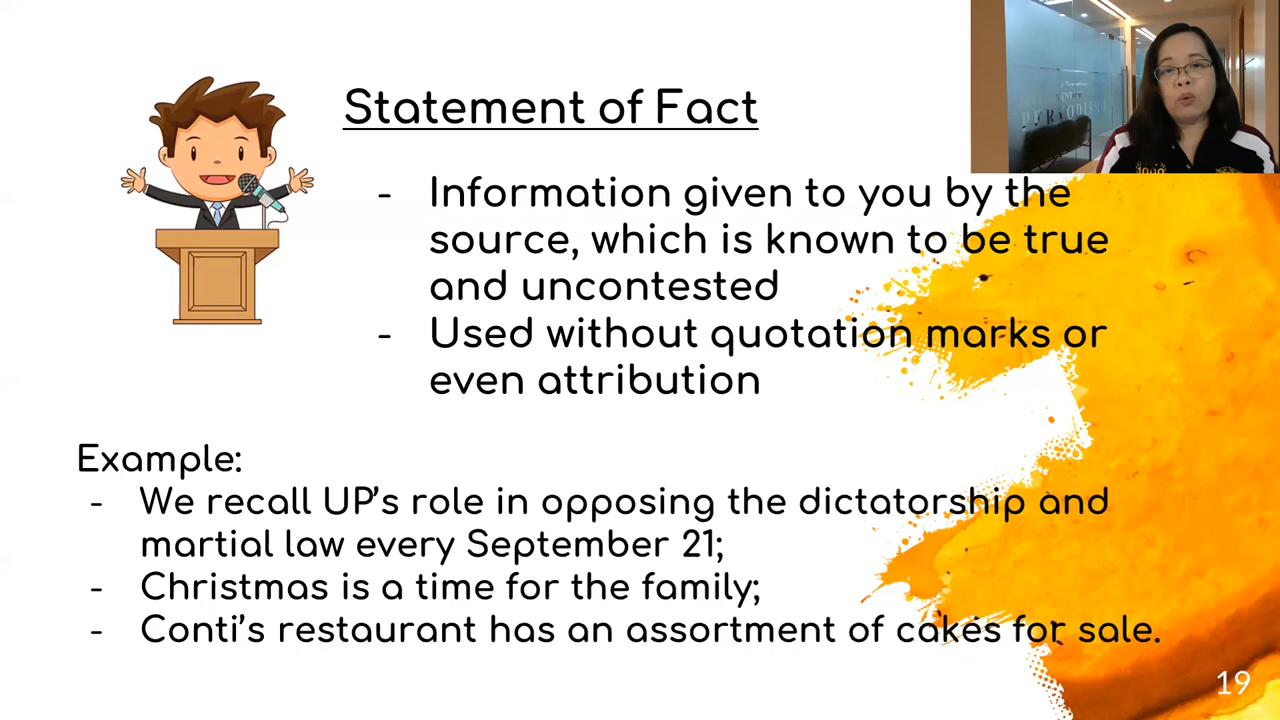 Statement of Fact
- Information given to you by the
source, which is known to be true
and uncontested
- Used without quotation marks or
even attribution
Example:
- We recall UP's role in opposing the dictatorship and
martial law every September 21;
- Christmas is a time for the family;
- Conti's restaurant has an assortment of cakes for sale.
19